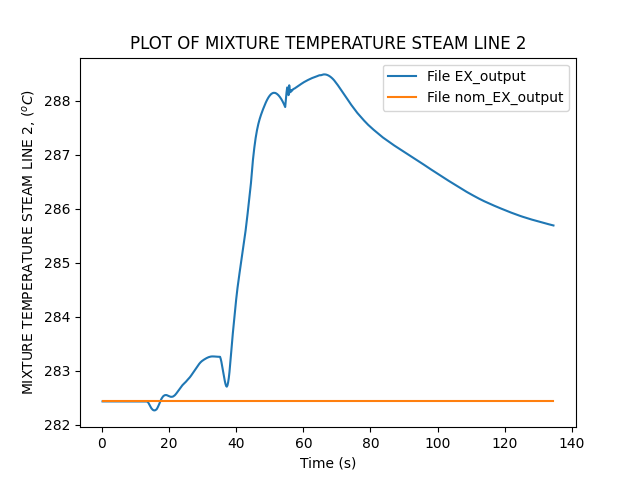 PLOT OF MIXTURE TEMPERATURE STEAM LINE 2
File EX_output
File nom_EX_output
MIXTURE TEMPERATURE STEAM LINE 2, (°C)
288
287
286
285
284
283
282
0 20 40 60 80 100 120 140
Time (s)